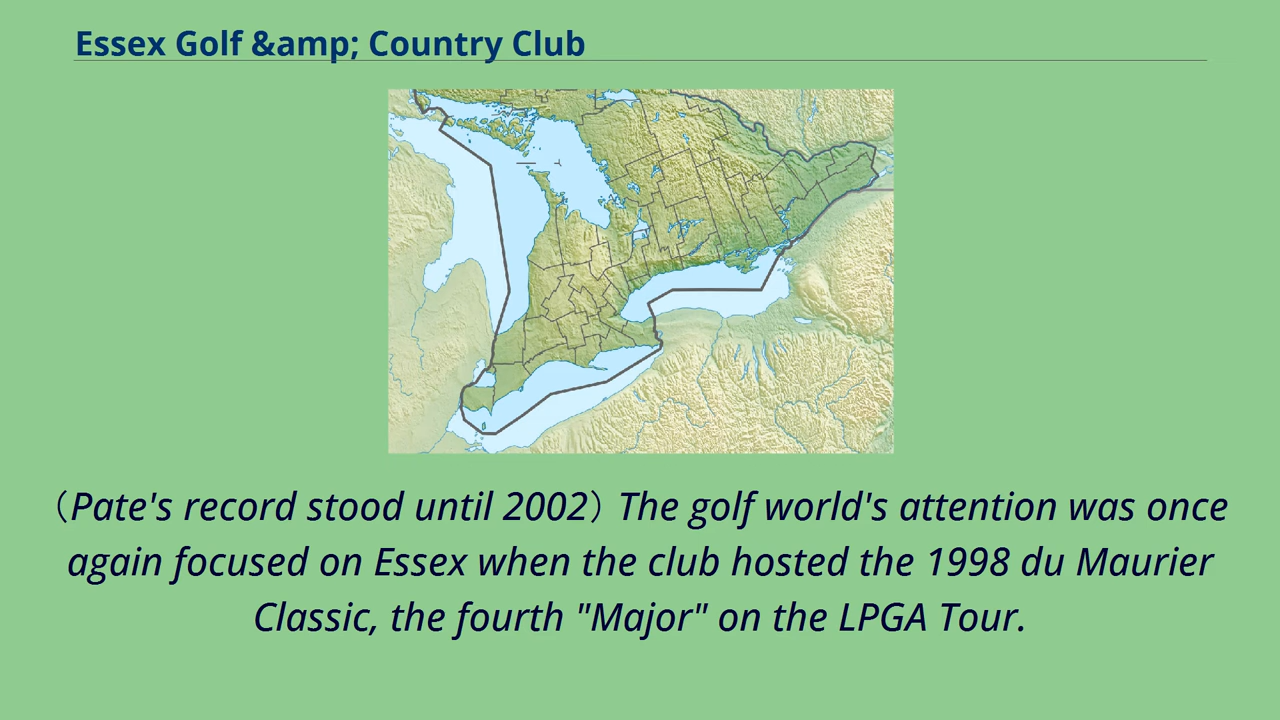 Essex Golf &amp; Country Club
（Pate's record stood until 2002）The golf world's attention was once
again focused on Essex when the club hosted the 1998 du Maurier
Classic, the fourth "Major" on the LPGA Tour.